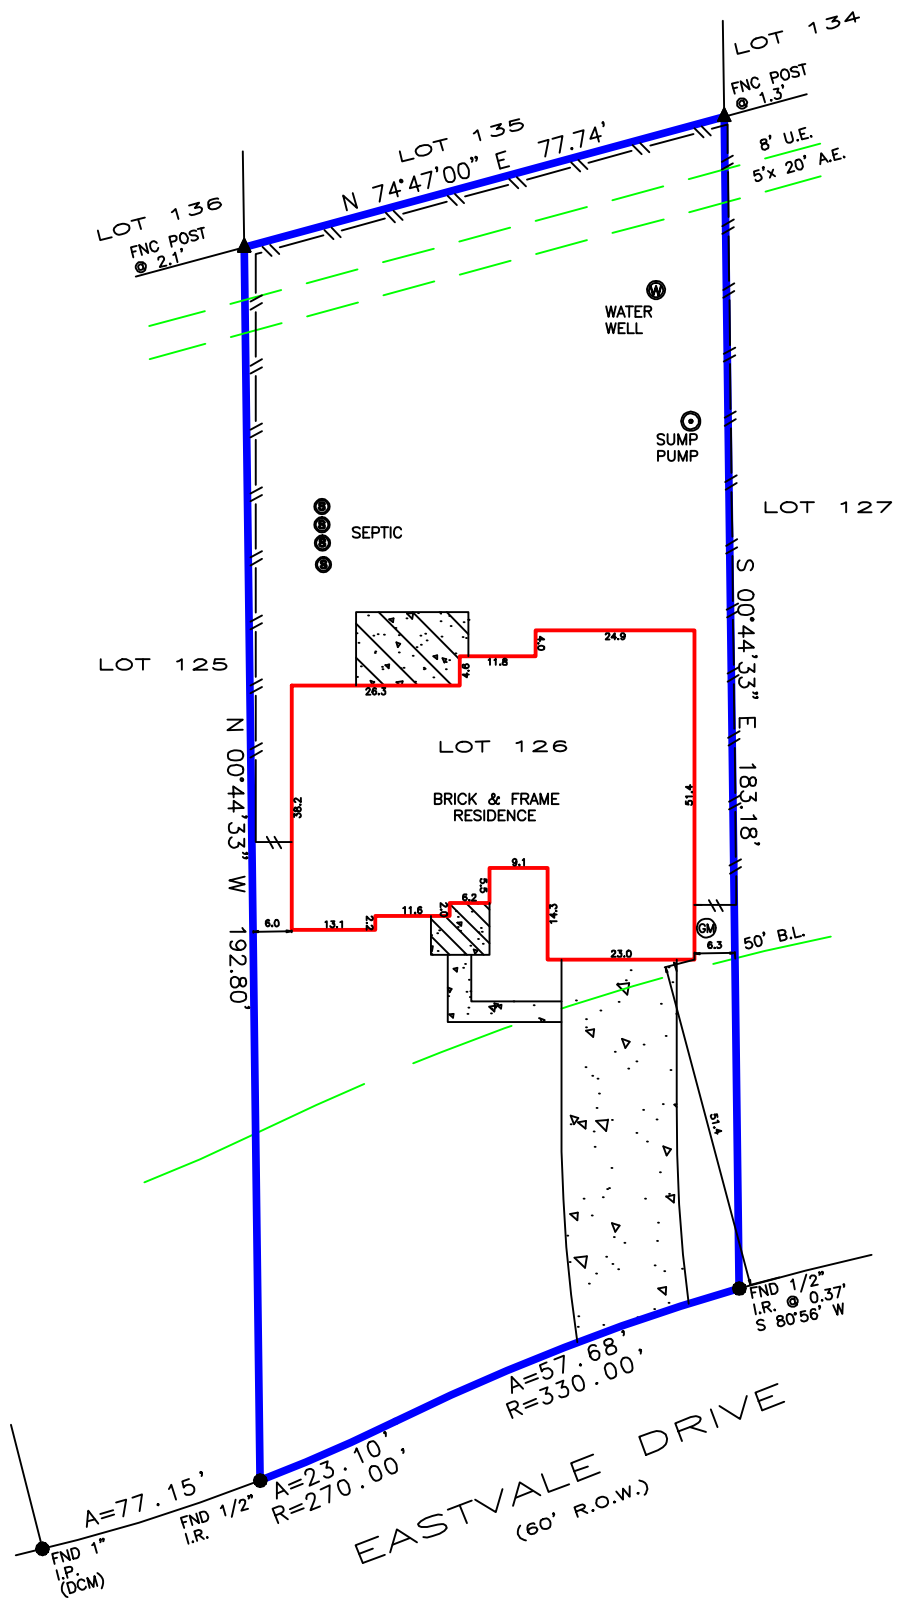 LOT 134
FNC POST
@ 1.3'
LOT 135
N 74°47'00" E 77.74'
8' U.E.
5'x 20' A.E.
LOT 136
FNC POST
@ 2.1'
W
WATER
WELL
SUMP
PUMP
LOT 127
S
S
S
S
SEPTIC
S 00°44'33" E 183.18'
LOT 125
N 00°44'33" W 192.80'
24.9
4.0
11.8
4.6
26.3
LOT 126
BRICK & FRAME
RESIDENCE
38.2
51.4
9.1
5.5
6.2
2.0
11.6
2.2
13.1
14.3
23.0
6.0
GM
6.3
50' B.L.
51.4
FND 1/2"
I.R. @ 0.37'
S 80°56' W
A=57.68'
R=330.00'
A=23.10'
R=270.00'
EASTVALE DRIVE
(60' R.O.W.)
A=77.15'
FND 1/2"
I.R.
FND 1"
I.P.
(DCM)